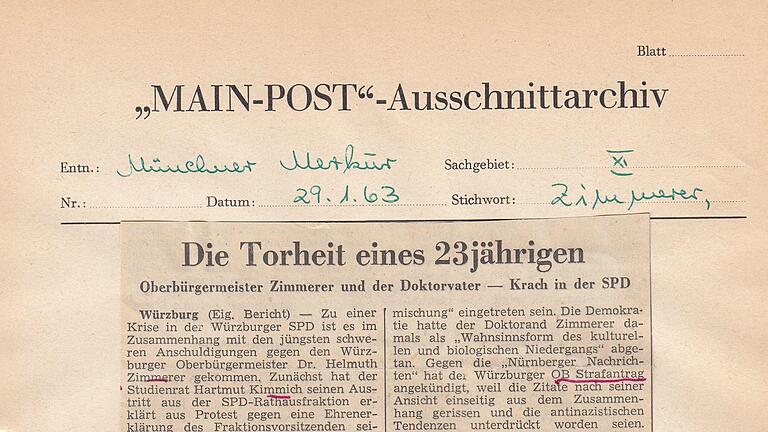 Blatt
„MAIN-POST“-Ausschnittarchiv
Entn.: Münchner Merkur Sachgebiet: XI
Nr.: Datum: 29.1.63 Stichwort: Zimmerer,
Die Torheit eines 23jährigen
Oberbürgermeister Zimmerer und der Doktorvater — Krach in der SPD
Würzburg (Eig. Bericht) — Zu einer
Krise in der Würzburger SPD ist es im
Zusammenhang mit den jüngsten schwe-
ren Anschuldigungen gegen den Würz-
burger Oberbürgermeister Dr. Helmuth
Zimmerer gekommen. Zunächst hat der
Studienrat Hartmut Kimmich seinen Aus-
tritt aus der SPD-Rathausfraktion er-
klärt aus Protest gegen eine Ehrener-
klärung des Fraktionsvorsitzenden sei-
mischung“ eingetreten sein. Die Demokra-
tie hatte der Doktorand Zimmerer da-
mals als „Wahnsinnsform des kulturel-
len und biologischen Niedergangs“ abge-
tan. Gegen die „Nürnberger Nachrich-
ten“ hat der Würzburger OB Strafantrag
angekündigt, weil die Zitate nach seiner
Ansicht einseitig aus dem Zusammen-
hang gerissen und die antinazistischen
Tendenzen unterdrückt worden seien.